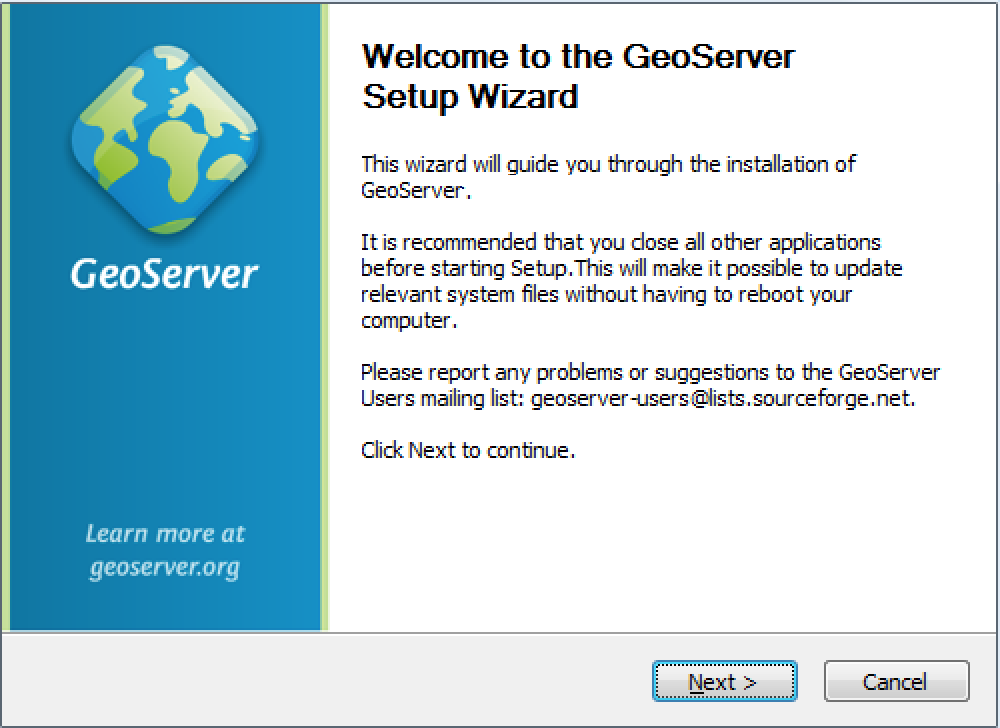 GeoServer
Learn more at
geoserver.org
Welcome to the GeoServer
Setup Wizard
This wizard will guide you through the installation of
GeoServer.
It is recommended that you close all other applications
before starting Setup.This will make it possible to update
relevant system files without having to reboot your
computer.
Please report any problems or suggestions to the GeoServer
Users mailing list: geoserver-users@lists.sourceforge.net.
Click Next to continue.
Next >
Cancel